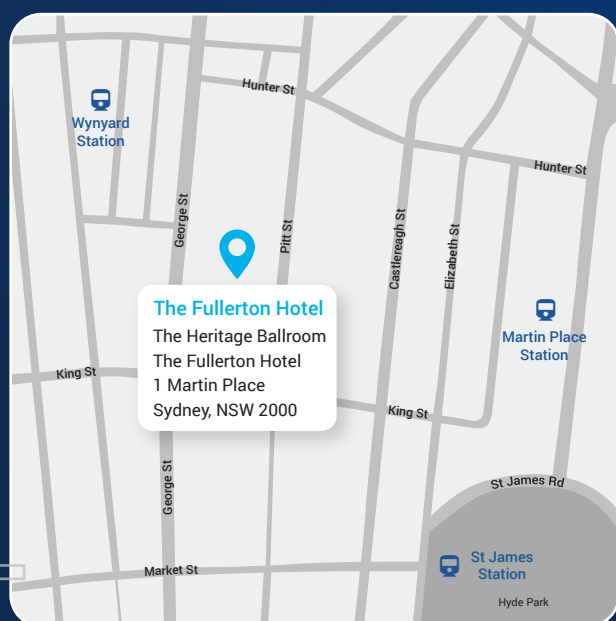 Hunter St
Wynyard
Station
Hunter St
George St
Pitt St
Castlereagh St
Elizabeth St
The Fullerton Hotel
The Heritage Ballroom
The Fullerton Hotel
1 Martin Place
Sydney, NSW 2000
Martin Place
Station
King St
King St
George St
St James Rd
Market St
St James
Station
Hyde Park